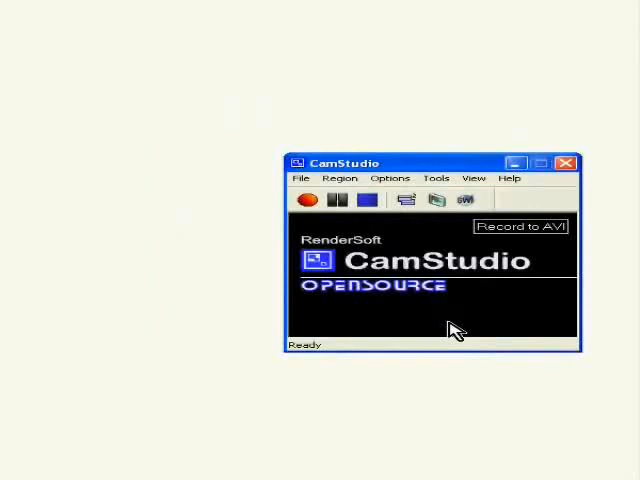 CamStudio
File Region Options Tools View Help
Record to AVI
RenderSoft
CamStudio
OPENSOURCE
Ready